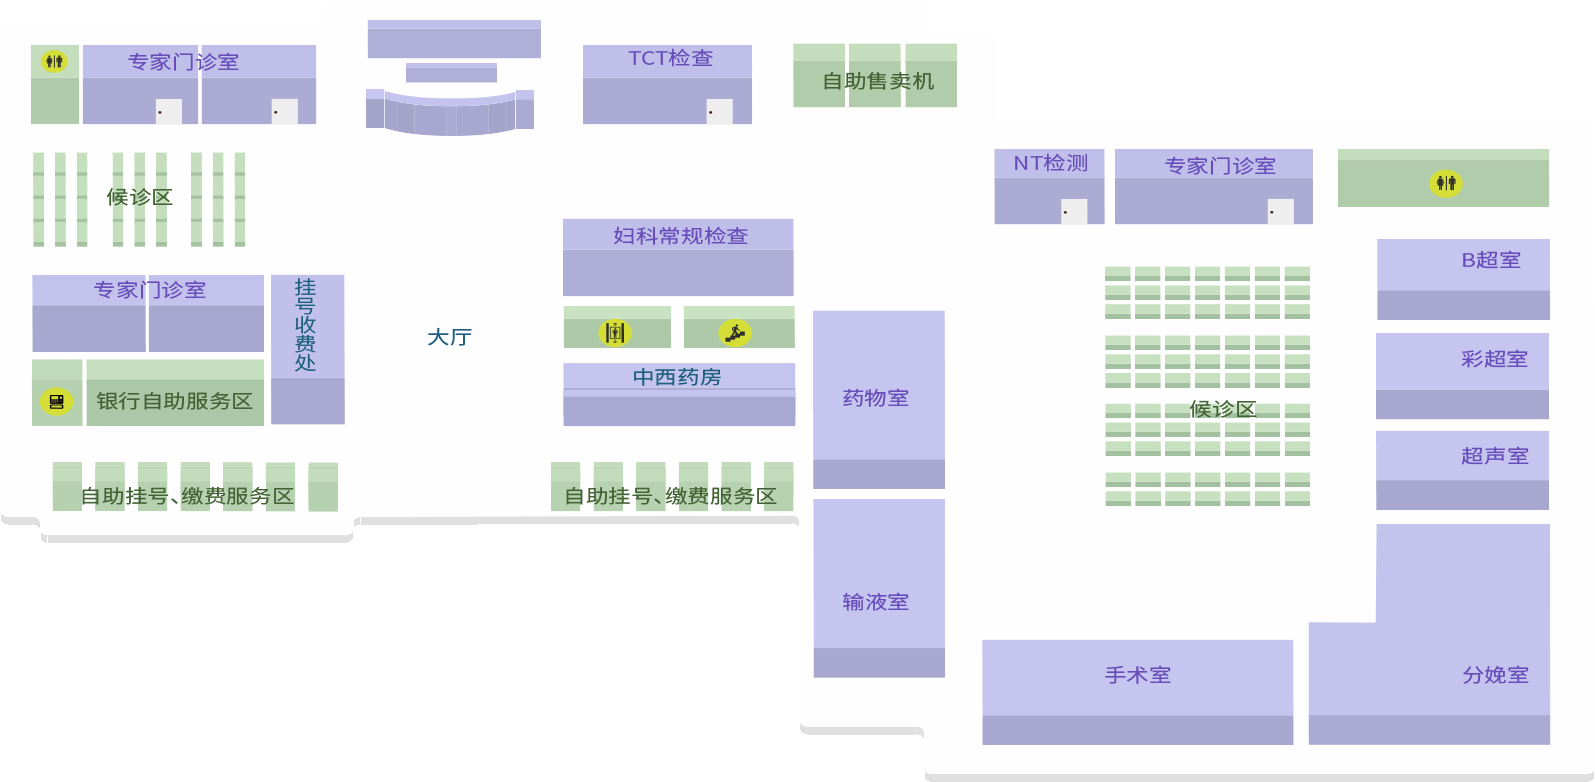 专家门诊室
TCT检查
自助售卖机
候诊区
NT检测
专家门诊室
妇科常规检查
专家门诊室
挂号收费处
大厅
中西药房
银行自助服务区
自助挂号、缴费服务区
自助挂号、缴费服务区
药物室
输液室
候诊区
B超室
彩超室
超声室
手术室
分娩室